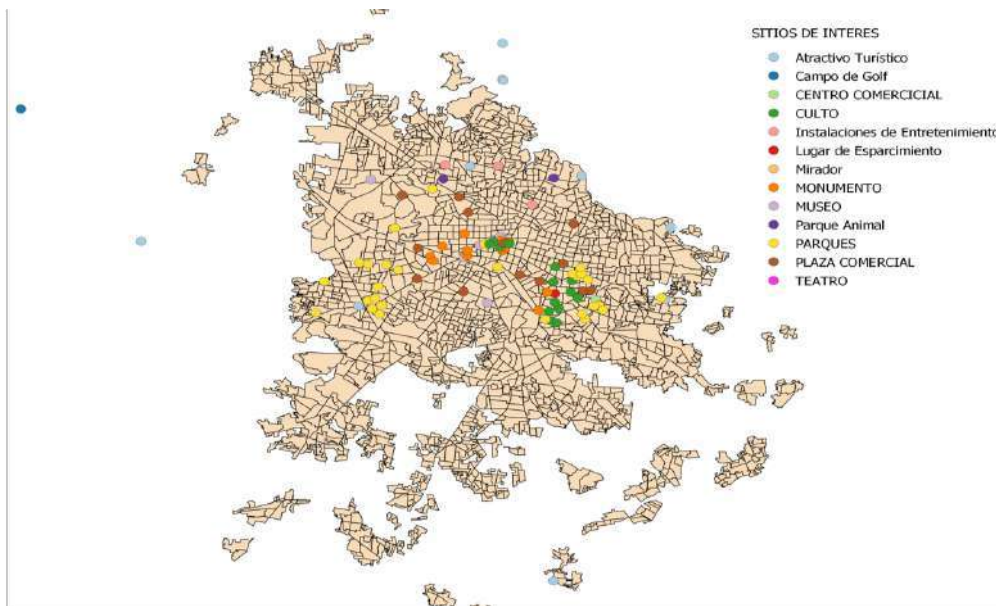 SITIOS DE INTERES
Atractivo Turístico
Campo de Golf
CENTRO COMERCICIAL
CULTO
Instalaciones de Entretenimiento
Lugar de Esparcimiento
Mirador
MONUMENTO
MUSEO
Parque Animal
PARQUES
PLAZA COMERCIAL
TEATRO